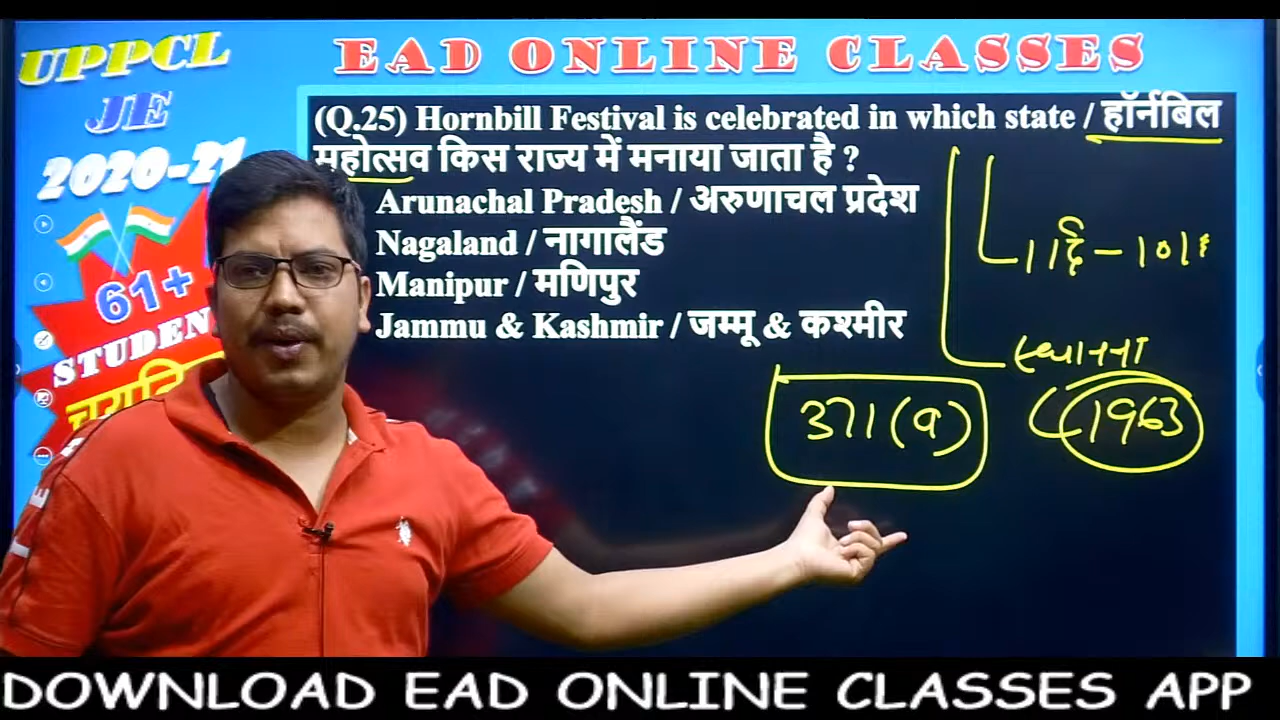 UPPCL
JE
2020-21
61+
STUDEN
EAD ONLINE CLASSES
(Q.25) Hornbill Festival is celebrated in which state / हॉर्नबिल
महोत्सव किस राज्य में मनाया जाता है ?
Arunachal Pradesh / अरुणाचल प्रदेश
Nagaland / नागालैंड
Manipur / मणिपुर
Jammu & Kashmir / जम्मू & कश्मीर
371(a)
1963
DOWNLOAD EAD ONLINE CLASSES APP